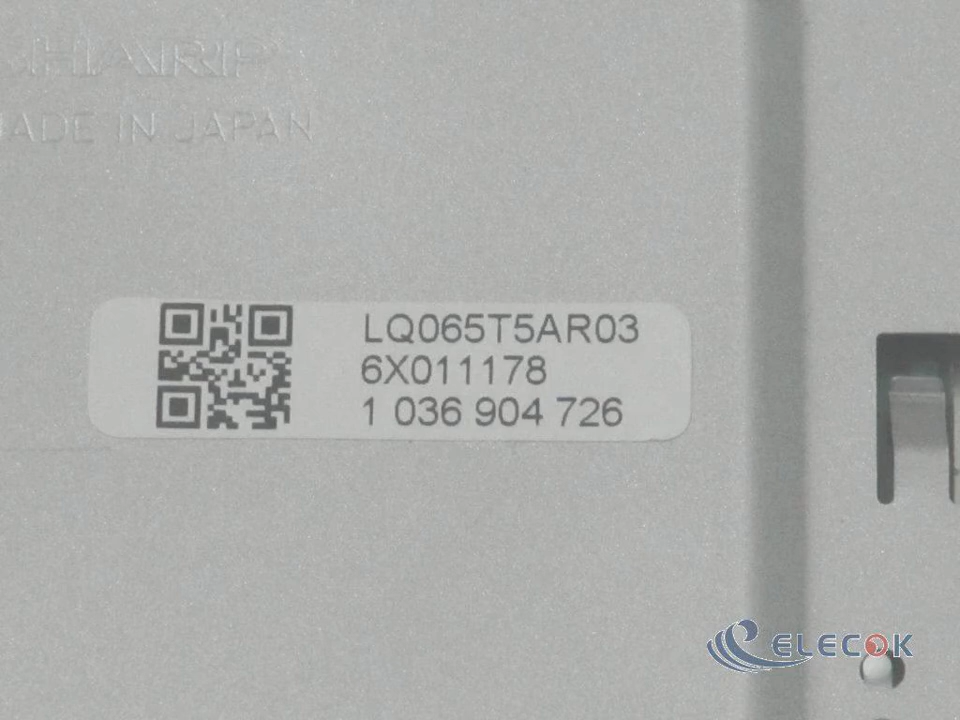 SHARP
MADE IN JAPAN
LQ065T5AR03
6X011178
1 036 904 726
ELECOK